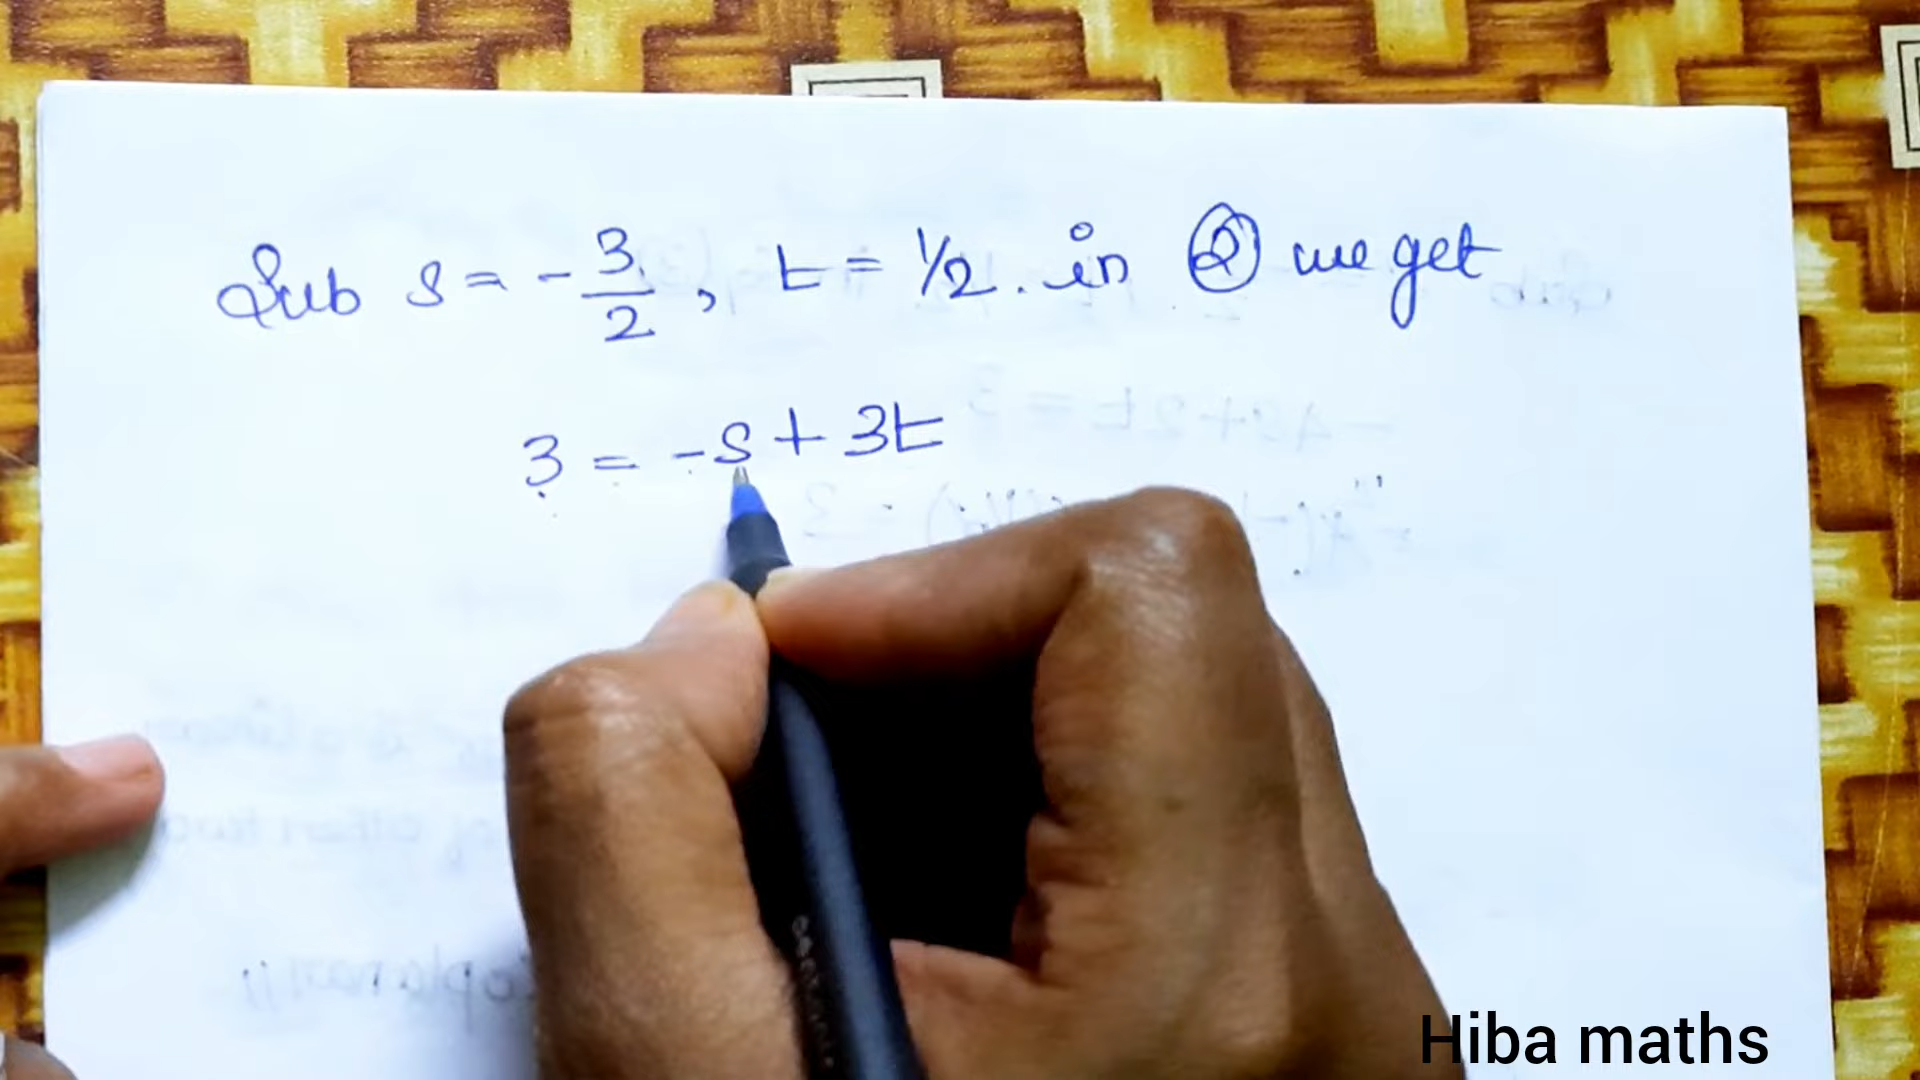 Sub s = -3/2, t = 1/2. in ② we get
3 = -s + 3t
Hiba maths